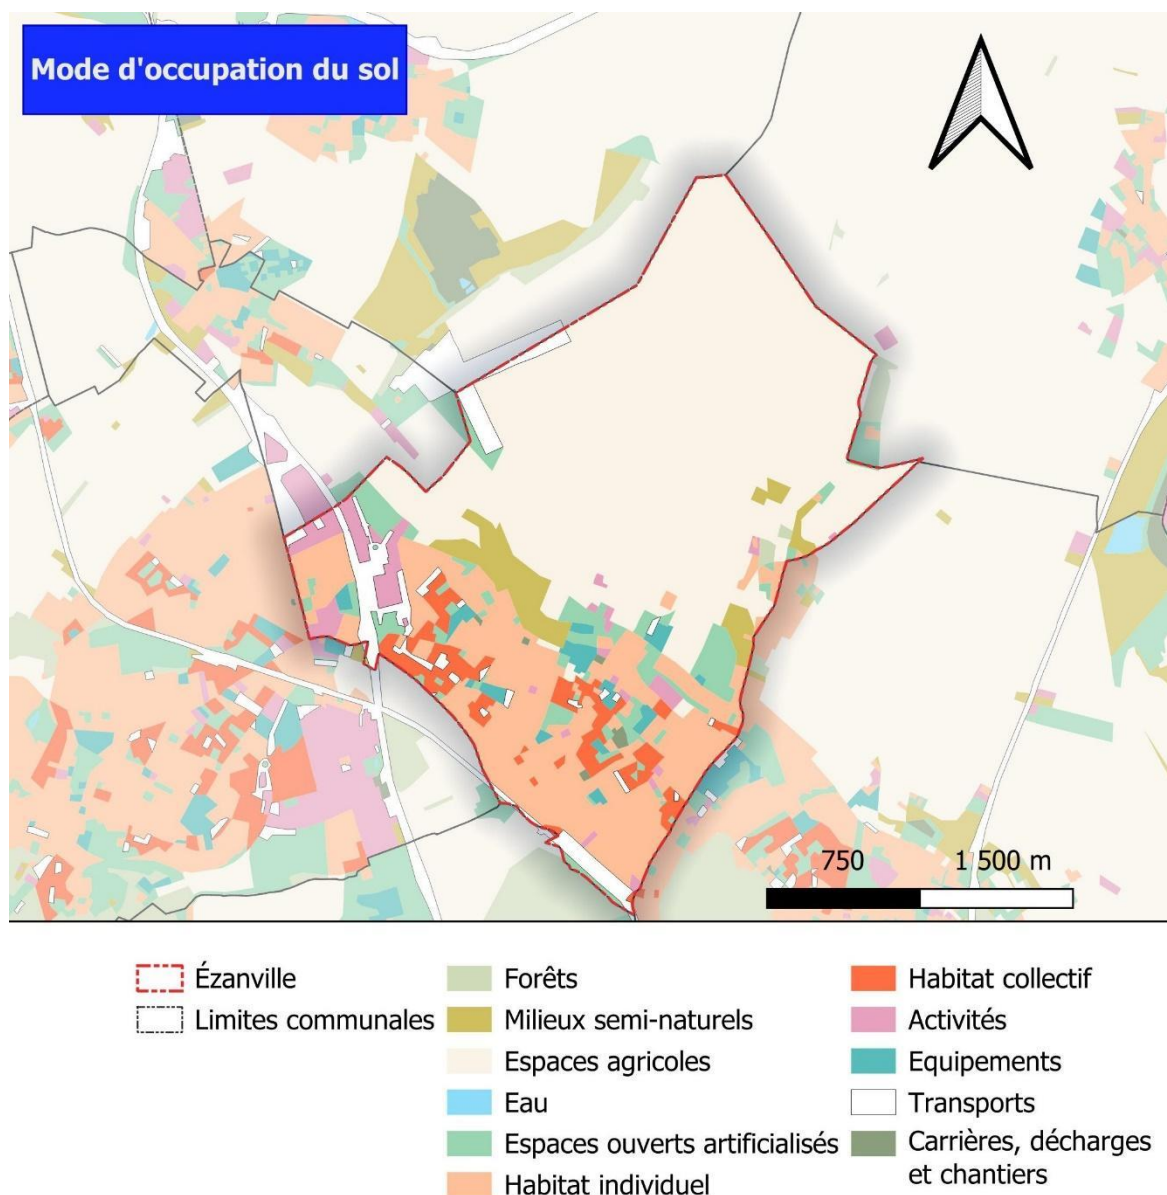 Mode d'occupation du sol
750 1 500 m
Ézanville
Limites communales
Forêts
Milieux semi-naturels
Espaces agricoles
Eau
Espaces ouverts artificialisés
Habitat individuel
Habitat collectif
Activités
Equipements
Transports
Carrières, décharges
et chantiers